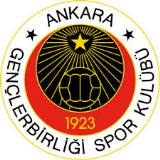 ANKARA
GENÇLERBİRLİĞİ SPOR KULÜBÜ
1923